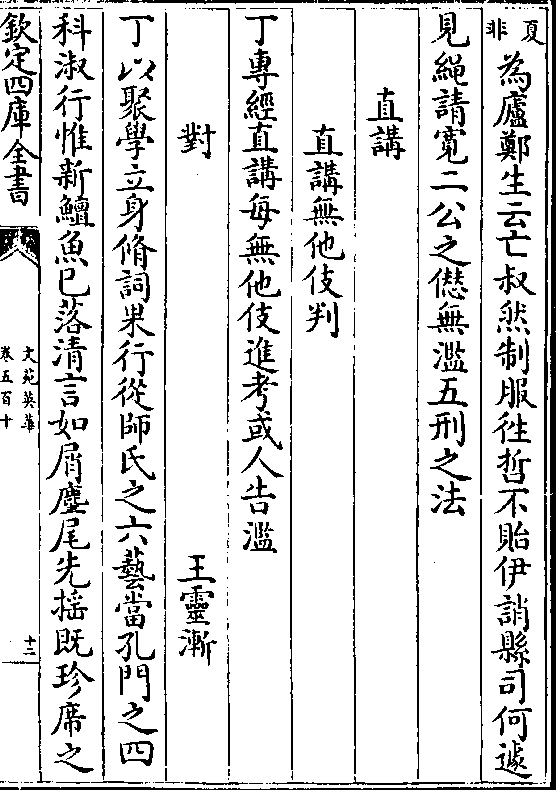 夏
非
為廬鄭生云亡叔然制服徃哲不貽伊誚縣司何遽
見繩請寛二公之僁無濫五刑之法
直講
直講無他伎判
丁專經直講每無他伎進考或人告濫
對
王靈漸
丁以聚學立身脩詞果行從師氏之六藝當孔門之四
科淑行惟新鱣魚已落清言如屑麈尾先揺既珍席之
欽定四庫全書
文苑英華
卷五百十
十二